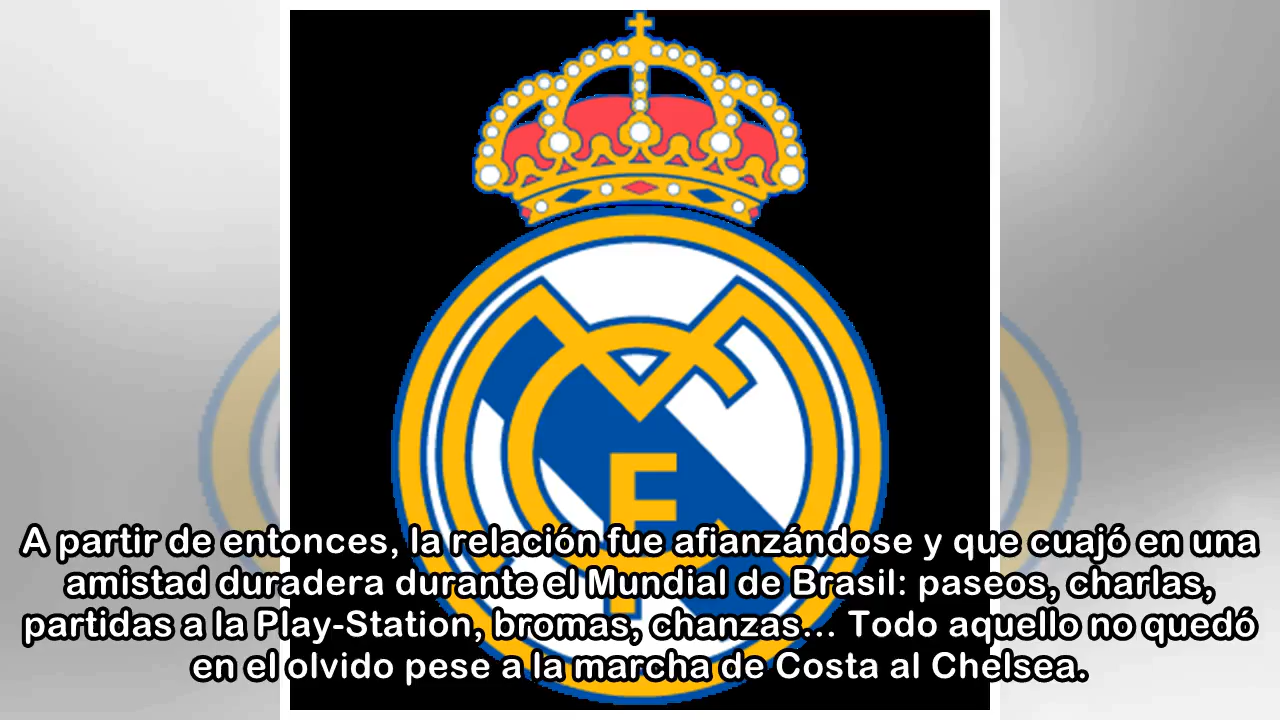 A partir de entonces, la relación fue afianzándose y que cuajó en una
amistad duradera durante el Mundial de Brasil: paseos, charlas,
partidas a la Play-Station, bromas, chanzas... Todo aquello no quedó
en el olvido pese a la marcha de Costa al Chelsea.